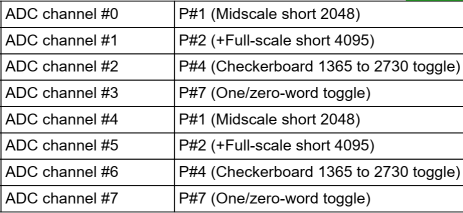 ADC channel #0 P#1 (Midscale short 2048)
ADC channel #1 P#2 (+Full-scale short 4095)
ADC channel #2 P#4 (Checkerboard 1365 to 2730 toggle)
ADC channel #3 P#7 (One/zero-word toggle)
ADC channel #4 P#1 (Midscale short 2048)
ADC channel #5 P#2 (+Full-scale short 4095)
ADC channel #6 P#4 (Checkerboard 1365 to 2730 toggle)
ADC channel #7 P#7 (One/zero-word toggle)